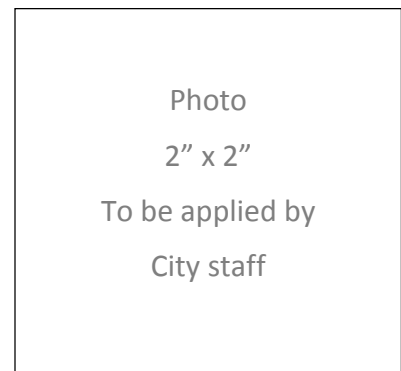 Photo
2” x 2”
To be applied by
City staff